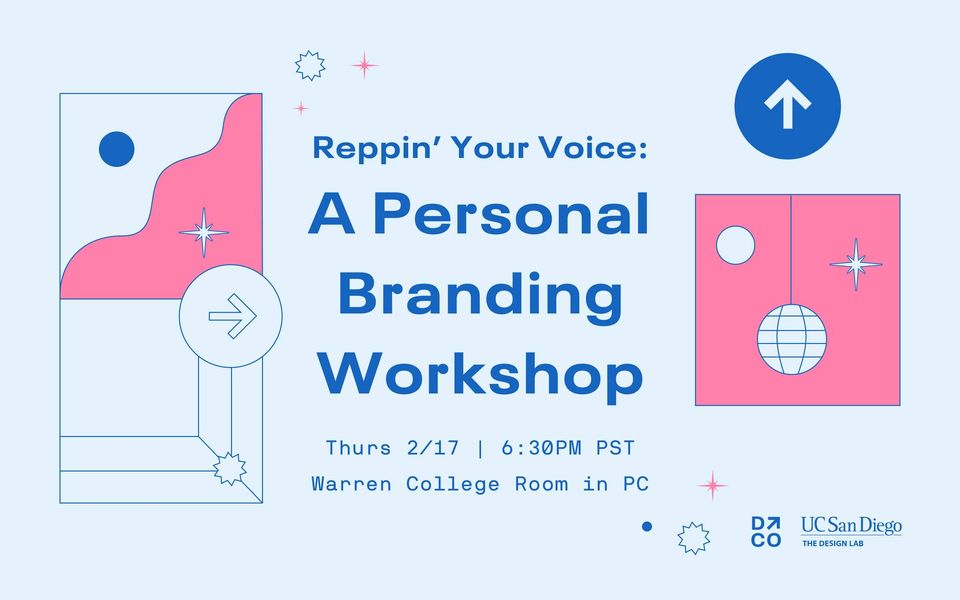 Reppin' Your Voice:
A Personal
Branding
Workshop
Thurs 2/17 | 6:30PM PST
Warren College Room in PC
D↗
CO
UC San Diego
THE DESIGN LAB